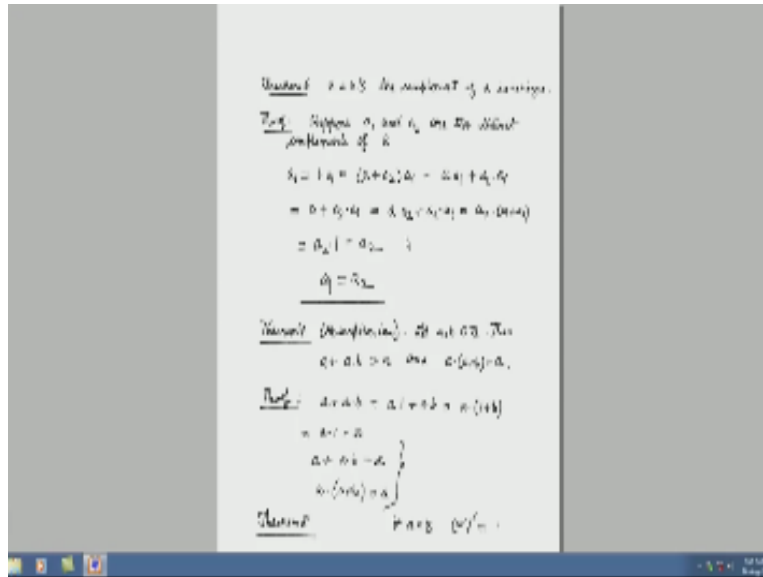 Theorem ∀ a ∈ B the complement of a is unique.
Proof: Suppose a₁ and a₂ are two distinct
complements of a
a₁ = 1·a₁ = (a+a₂)a₁ = a·a₁ + a₂·a₁
= 0 + a₂·a₁ = a·a₂ + a₂·a₁ = a₂·(a+a₁)
= a₂·1 = a₂
a₁ = a₂
Theorem (Absorption law). Then
a + a·b = a and a·(a+b) = a.
Proof: a + a·b = a·1 + a·b = a·(1+b)
= a·1 = a
a + a·b = a
a·(a+b) = a
Theorem ∀ a ∈ B (a')' =